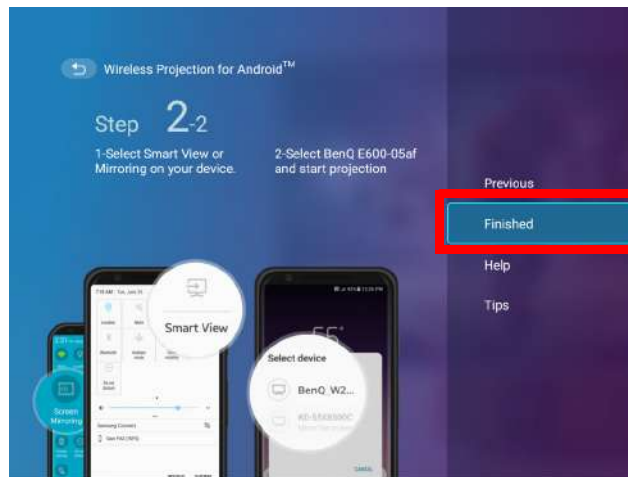 Wireless Projection for Android™
Step 2-2
1-Select Smart View or
Mirroring on your device.
2-Select BenQ E600-05af
and start projection
Previous
Finished
Help
Tips
Smart View
Select device
BenQ_W2...
Screen
Mirroring
CANCEL